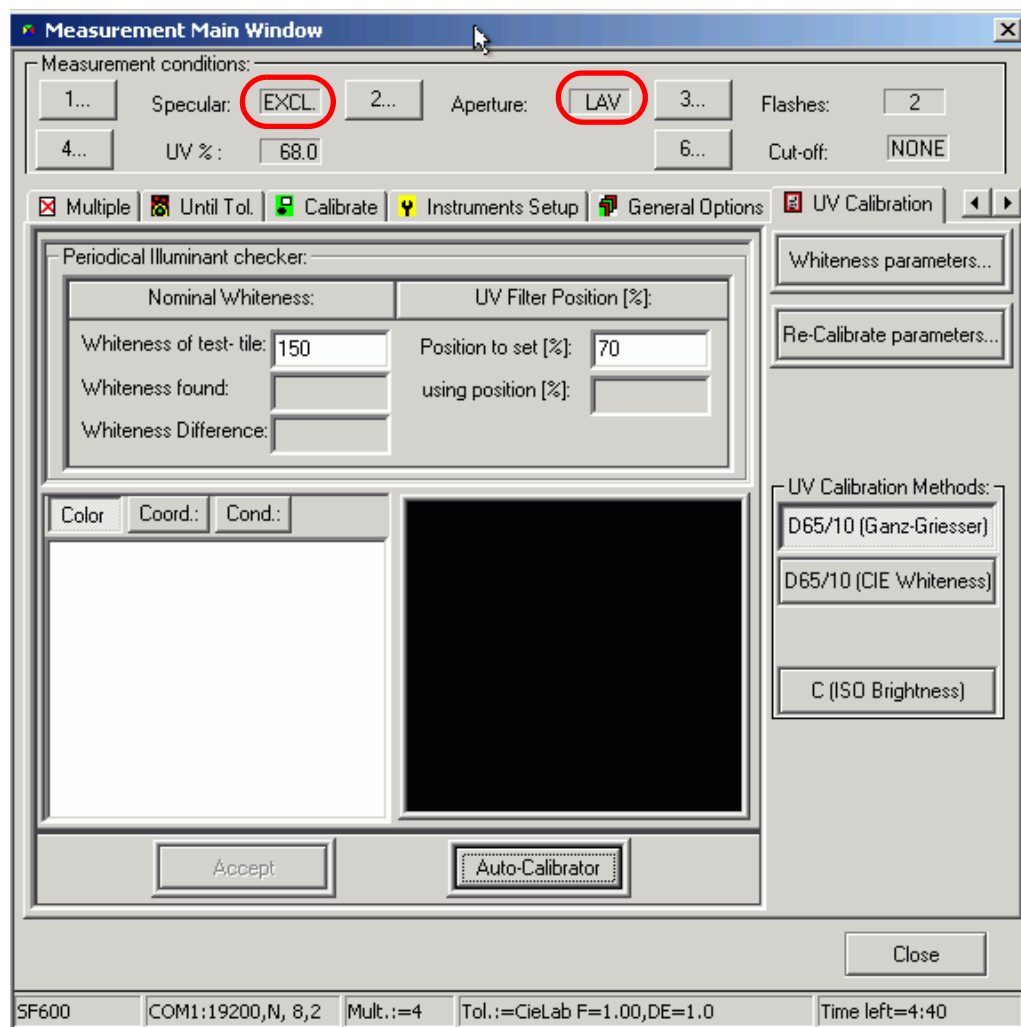 Measurement Main Window
Measurement conditions:
1... Specular: EXCL. 2... Aperture: LAV 3... Flashes: 2
4... UV % : 68.0 6... Cut-off: NONE
Multiple Until Tol. Calibrate Instruments Setup General Options UV Calibration
Periodical Illuminant checker:
Nominal Whiteness: UV Filter Position [%]:
Whiteness of test- tile: 150 Position to set [%]: 70
Whiteness found: using position [%]:
Whiteness Difference:
Whiteness parameters...
Re-Calibrate parameters...
Color Coord.: Cond.:
UV Calibration Methods:
D65/10 (Ganz-Griesser)
D65/10 (CIE Whiteness)
C (ISO Brightness)
Accept Auto-Calibrator
Close
SF600 COM1:19200,N, 8,2 Mult.:=4 Tol.:=CieLab F=1.00,DE=1.0 Time left=4:40